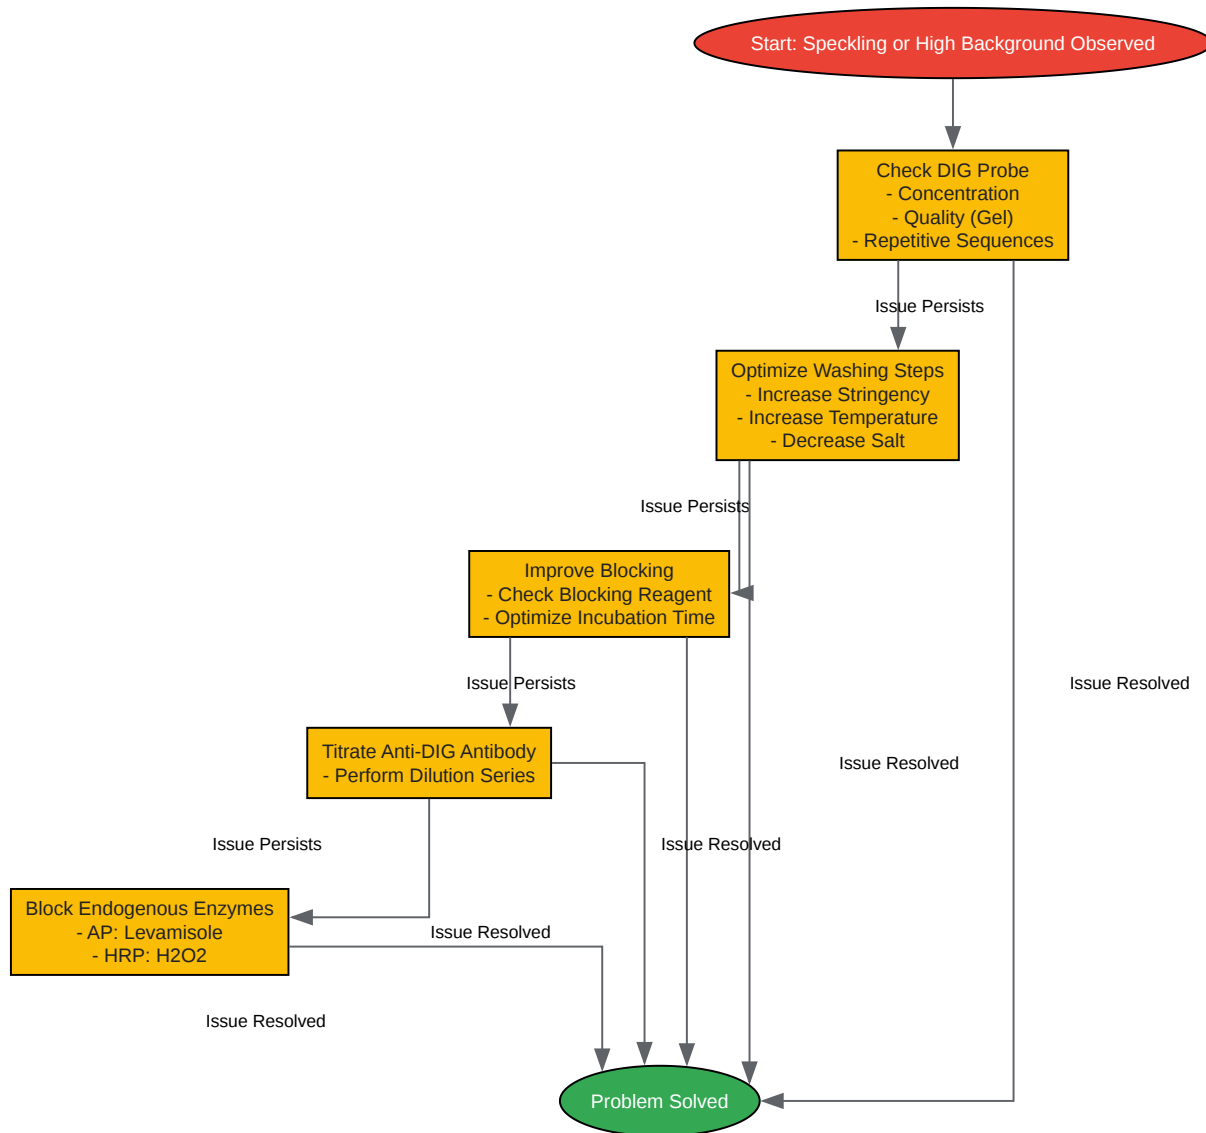 Start: Speckling or High Background Observed
Check DIG Probe
- Concentration
- Quality (Gel)
- Repetitive Sequences
Issue Persists
Optimize Washing Steps
- Increase Stringency
- Increase Temperature
- Decrease Salt
Issue Persists
Improve Blocking
- Check Blocking Reagent
- Optimize Incubation Time
Issue Persists
Issue Resolved
Titrate Anti-DIG Antibody
- Perform Dilution Series
Issue Resolved
Issue Persists
Issue Resolved
Block Endogenous Enzymes
- AP: Levamisole
- HRP: H2O2
Issue Resolved
Issue Resolved
Problem Solved